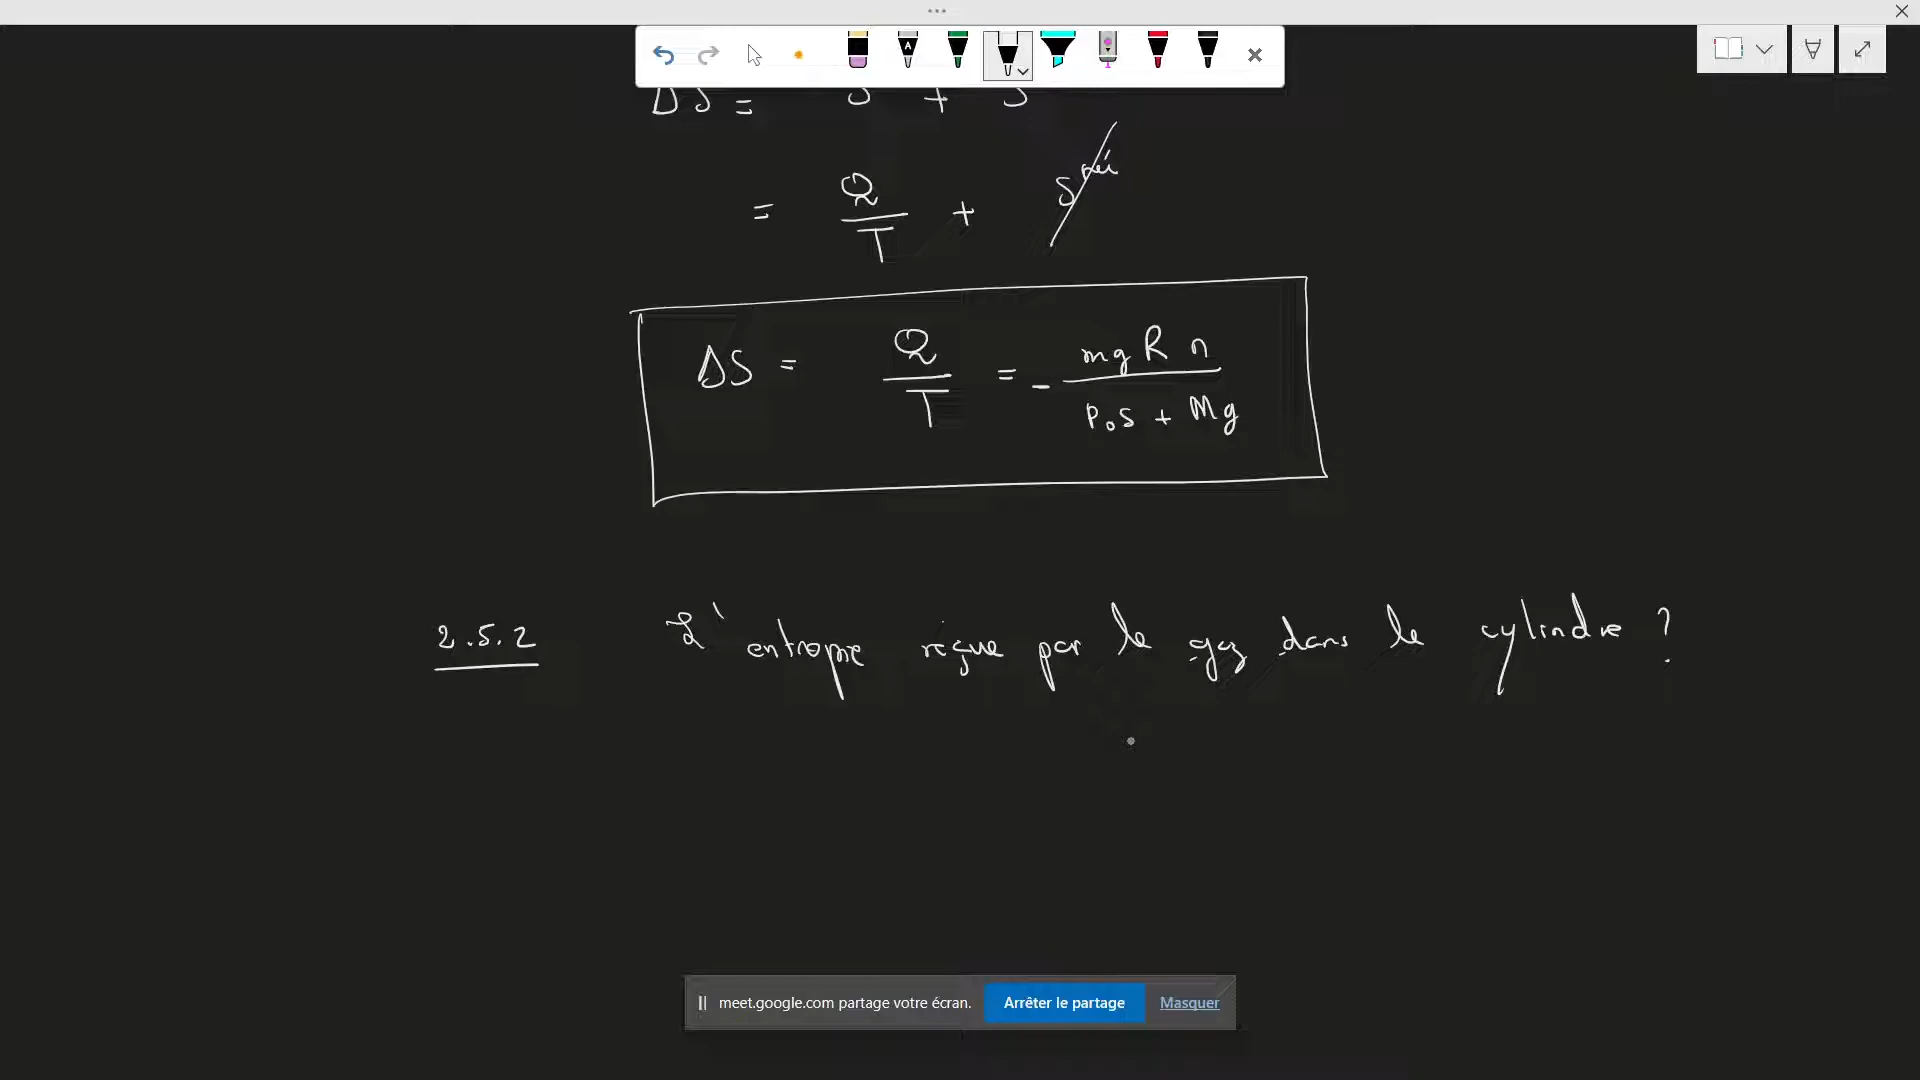 ΔS =
= Q/T + S
ΔS = Q/T = - mg R n / P₀S + Mg
2.5.2 L'entropie reçue par le gaz dans le cylindre ?
meet.google.com partage votre écran. Arrêter le partage Masquer